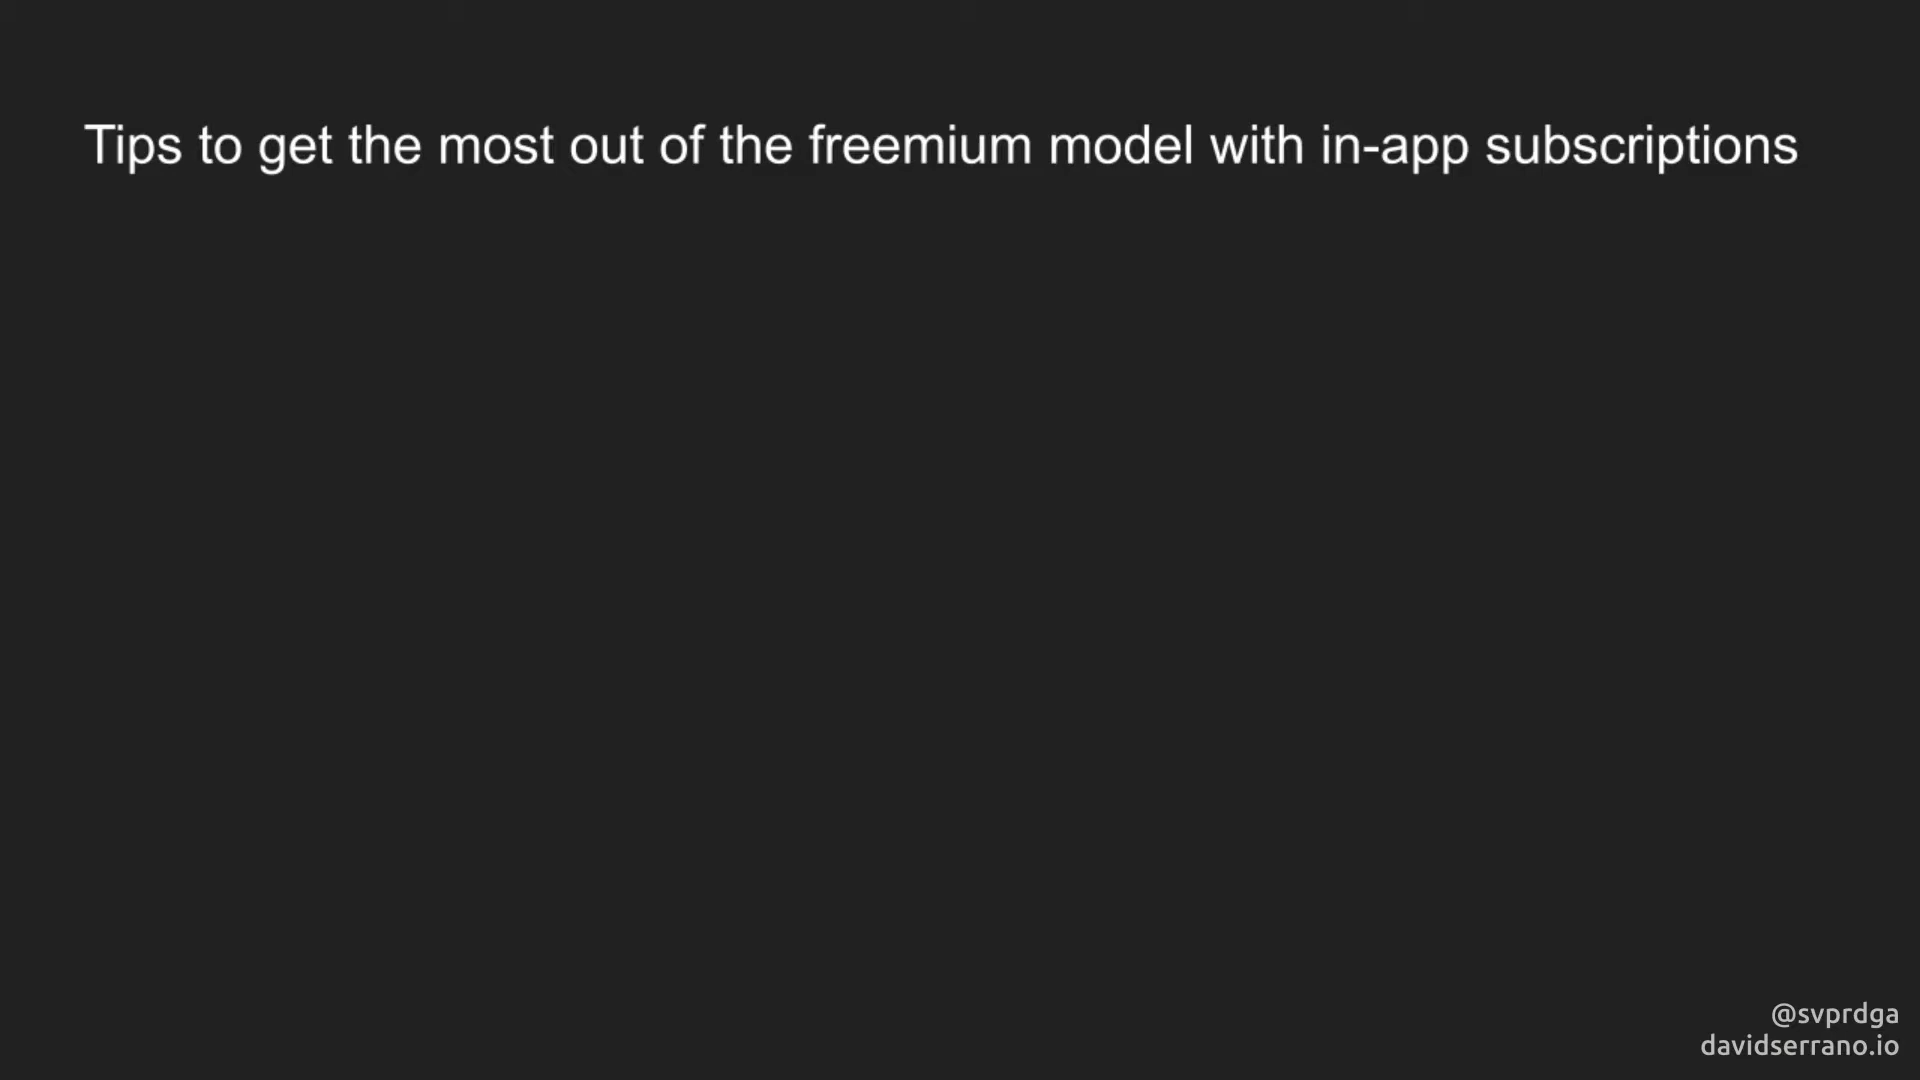 Tips to get the most out of the freemium model with in-app subscriptions
@svprdga
davidserrano.io